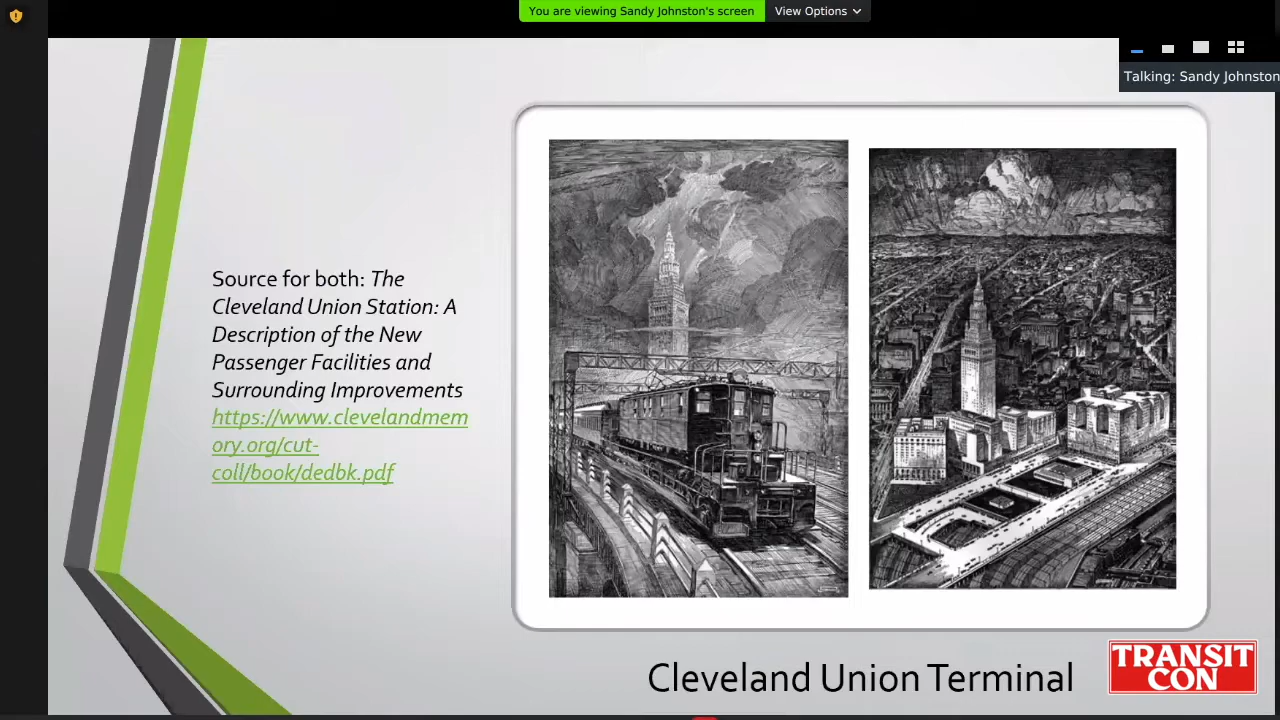 You are viewing Sandy Johnston's screen
View Options
Talking: Sandy Johnston
Source for both: The
Cleveland Union Station: A
Description of the New
Passenger Facilities and
Surrounding Improvements
https://www.clevelandmem
ory.org/cut-
coll/book/dedbk.pdf
Cleveland Union Terminal
TRANSIT
CON